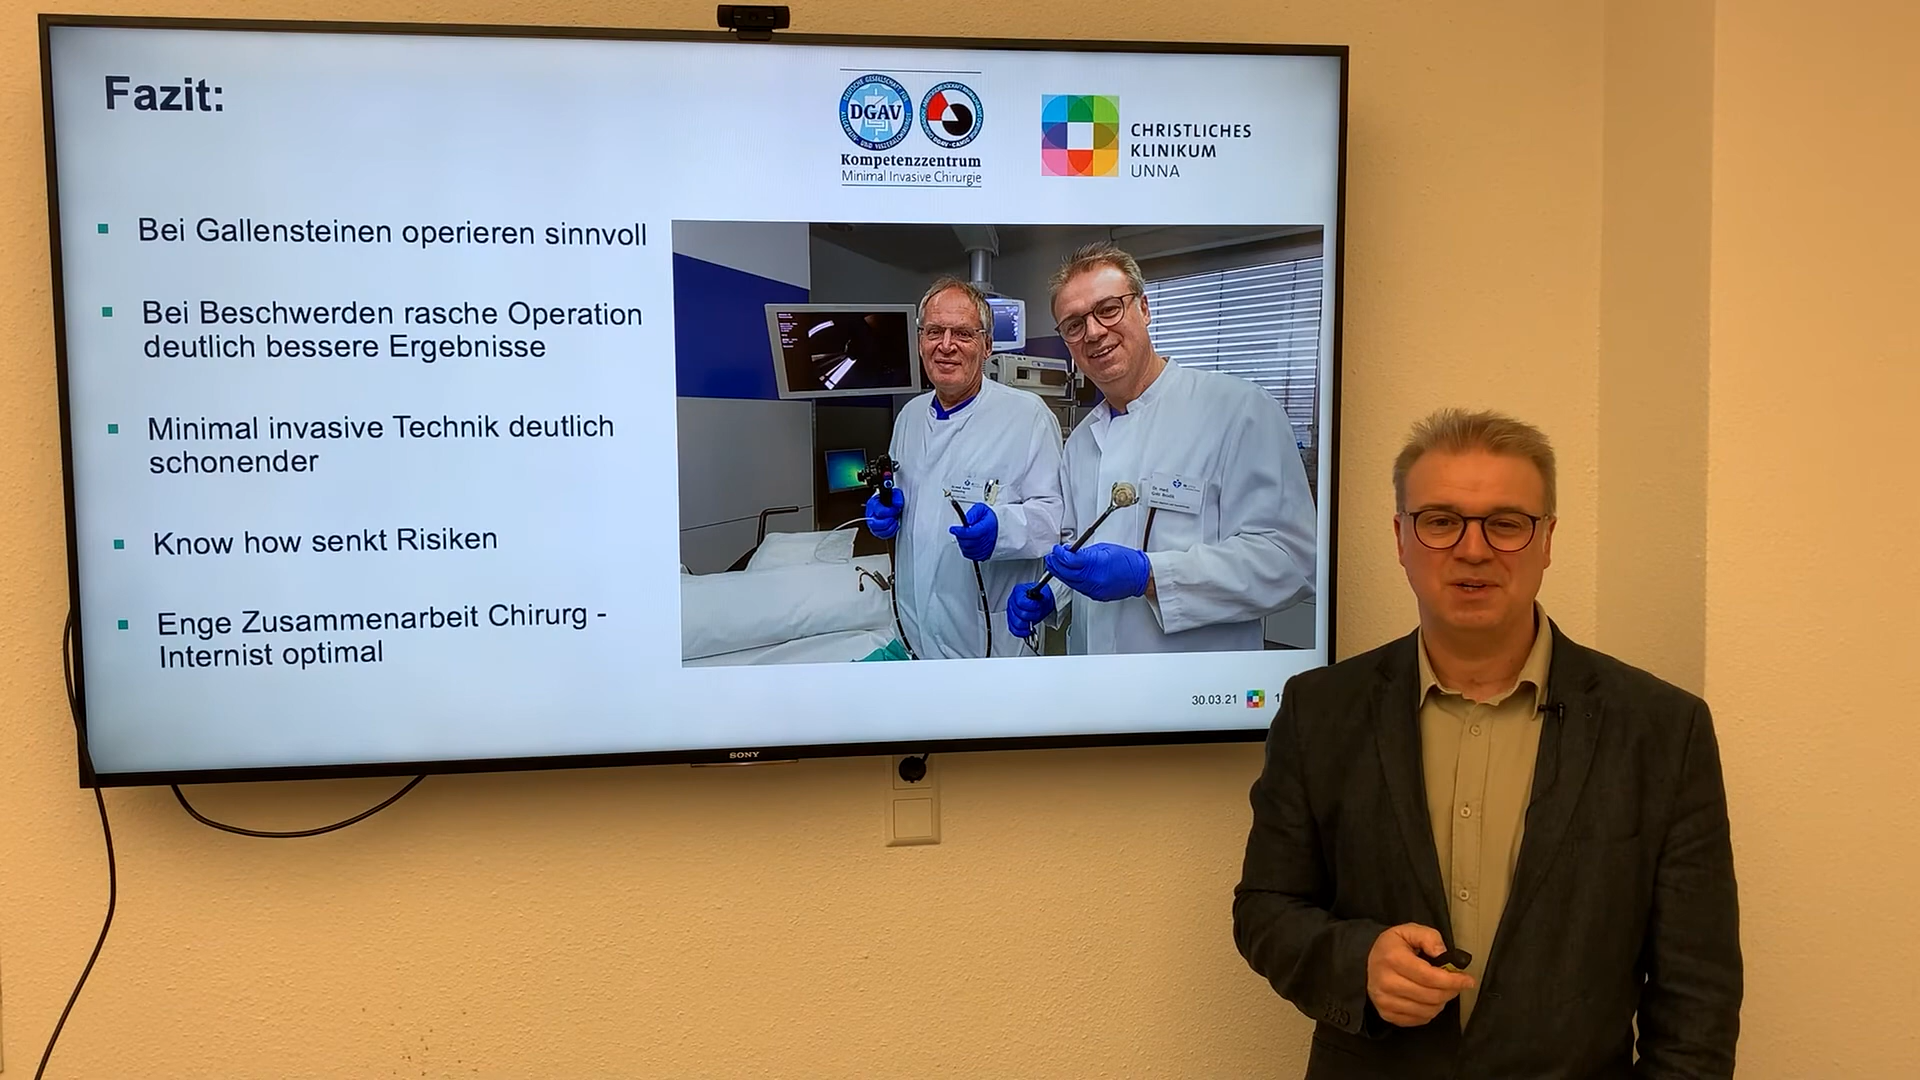 Fazit:
DGAV
Kompetenzzentrum
Minimal Invasive Chirurgie
CHRISTLICHES
KLINIKUM
UNNA
Bei Gallensteinen operieren sinnvoll
Bei Beschwerden rasche Operation
deutlich bessere Ergebnisse
Minimal invasive Technik deutlich
schonender
Know how senkt Risiken
Enge Zusammenarbeit Chirurg -
Internist optimal
Dr. med.
30.03.21
SONY